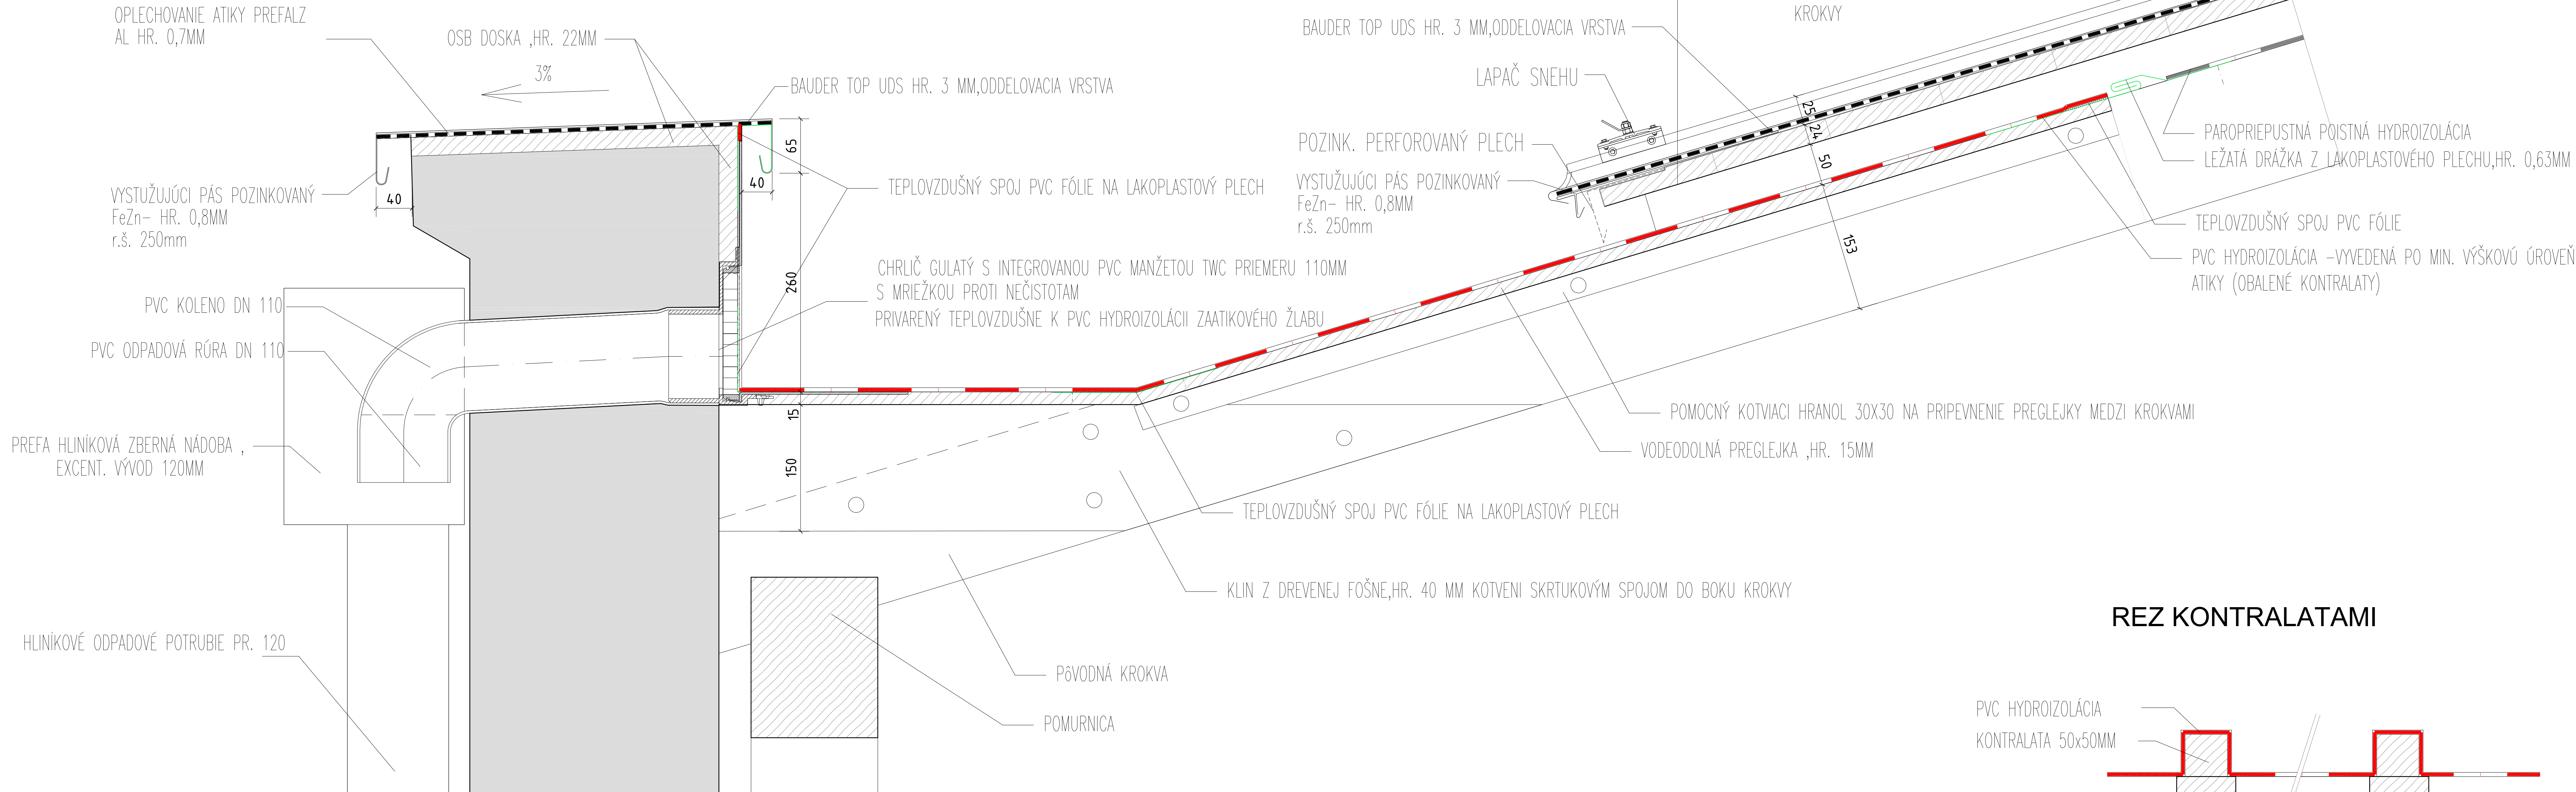 OPLECHOVANIE ATIKY PREFALZ
AL HR. 0,7MM
OSB DOSKA ,HR. 22MM
3%
BAUDER TOP UDS HR. 3 MM,ODDELOVACIA VRSTVA
65
40
40
VYSTUŽUJÚCI PÁS POZINKOVANÝ
FeZn- HR. 0,8MM
r.š. 250mm
TEPLOVZDUŠNÝ SPOJ PVC FÓLIE NA LAKOPLASTOVÝ PLECH
260
CHRLIČ GULATÝ S INTEGROVANOU PVC MANŽETOU TWC PRIEMERU 110MM
S MRIEŽKOU PROTI NEČISTOTAM
PRIVARENÝ TEPLOVZDUŠNE K PVC HYDROIZOLÁCII ZAATIKOVÉHO ŽLABU
PVC KOLENO DN 110
PVC ODPADOVÁ RÚRA DN 110
PREFA HLINÍKOVÁ ZBERNÁ NÁDOBA ,
EXCENT. VÝVOD 120MM
15
150
HLINÍKOVÉ ODPADOVÉ POTRUBIE PR. 120
KROKVY
BAUDER TOP UDS HR. 3 MM,ODDELOVACIA VRSTVA
LAPAČ SNEHU
POZINK. PERFOROVANÝ PLECH
VYSTUŽUJÚCI PÁS POZINKOVANÝ
FeZn- HR. 0,8MM
r.š. 250mm
25
24
50
153
PAROPRIEPUSTNÁ POISTNÁ HYDROIZOLÁCIA
LEŽATÁ DRÁŽKA Z LAKOPLASTOVÉHO PLECHU,HR. 0,63MM
TEPLOVZDUŠNÝ SPOJ PVC FÓLIE
PVC HYDROIZOLÁCIA -VYVEDENÁ PO MIN. VÝŠKOVÚ ÚROVEŇ
ATIKY (OBALENÉ KONTRALATY)
POMOCNÝ KOTVIACI HRANOL 30X30 NA PRIPEVNENIE PREGLEJKY MEDZI KROKVAMI
VODEODOLNÁ PREGLEJKA ,HR. 15MM
TEPLOVZDUŠNÝ SPOJ PVC FÓLIE NA LAKOPLASTOVÝ PLECH
KLIN Z DREVENEJ FOŠNE,HR. 40 MM KOTVENI SKRTUKOVÝM SPOJOM DO BOKU KROKVY
PôVODNÁ KROKVA
POMURNICA
REZ KONTRALATAMI
PVC HYDROIZOLÁCIA
KONTRALATA 50x50MM